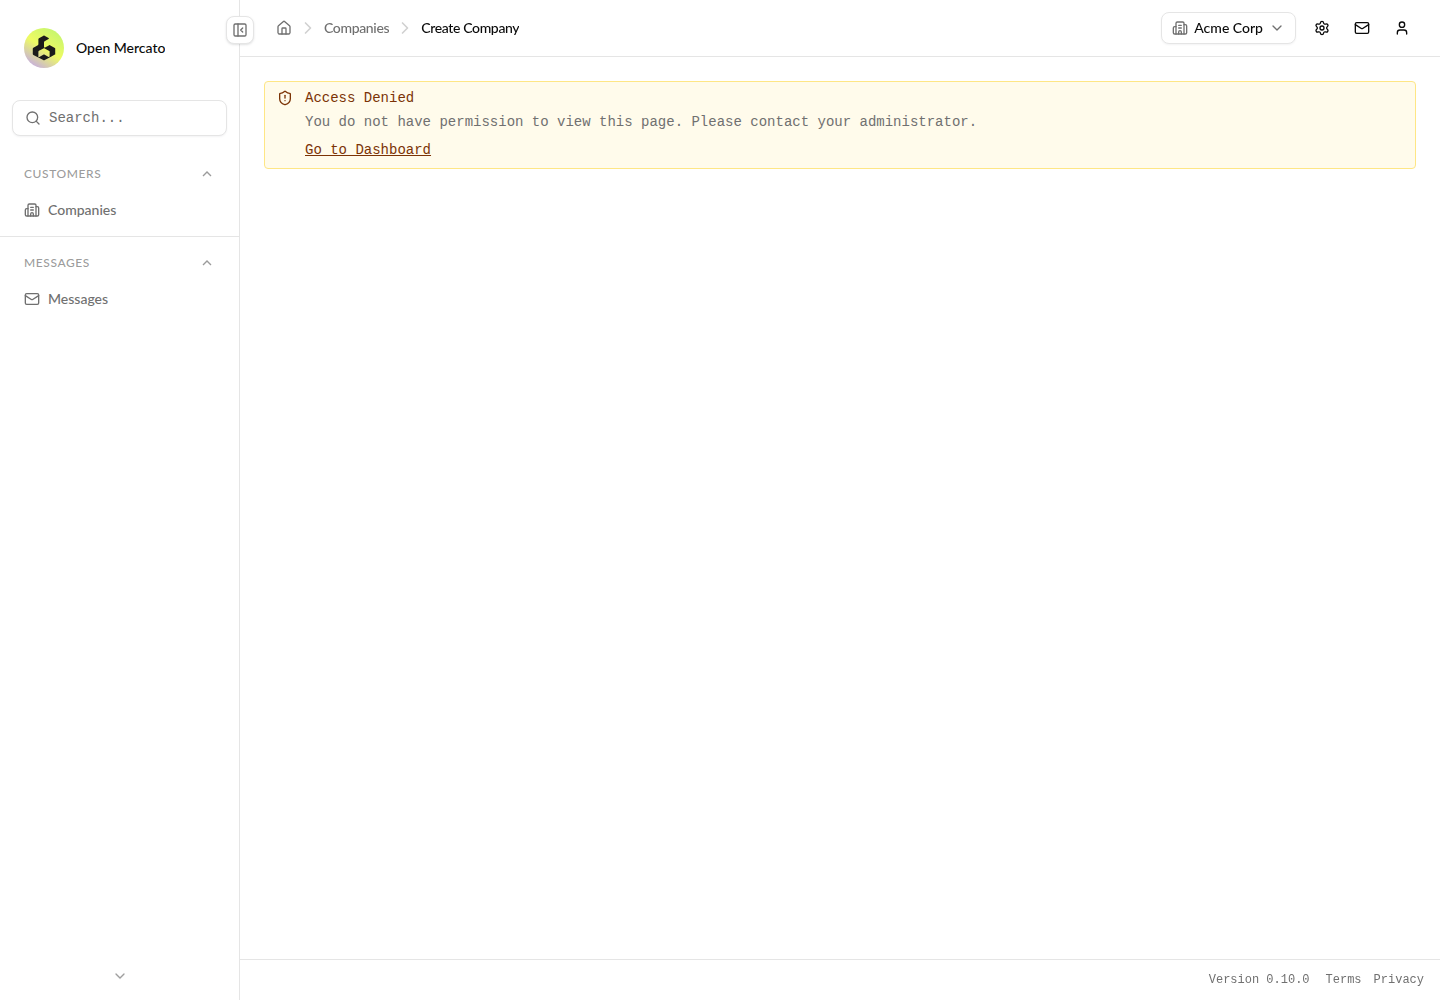 Open Mercato
Companies
Create Company
Acme Corp
Search...
CUSTOMERS
Companies
MESSAGES
Messages
Access Denied
You do not have permission to view this page. Please contact your administrator.
Go to Dashboard
Version 0.10.0
Terms
Privacy